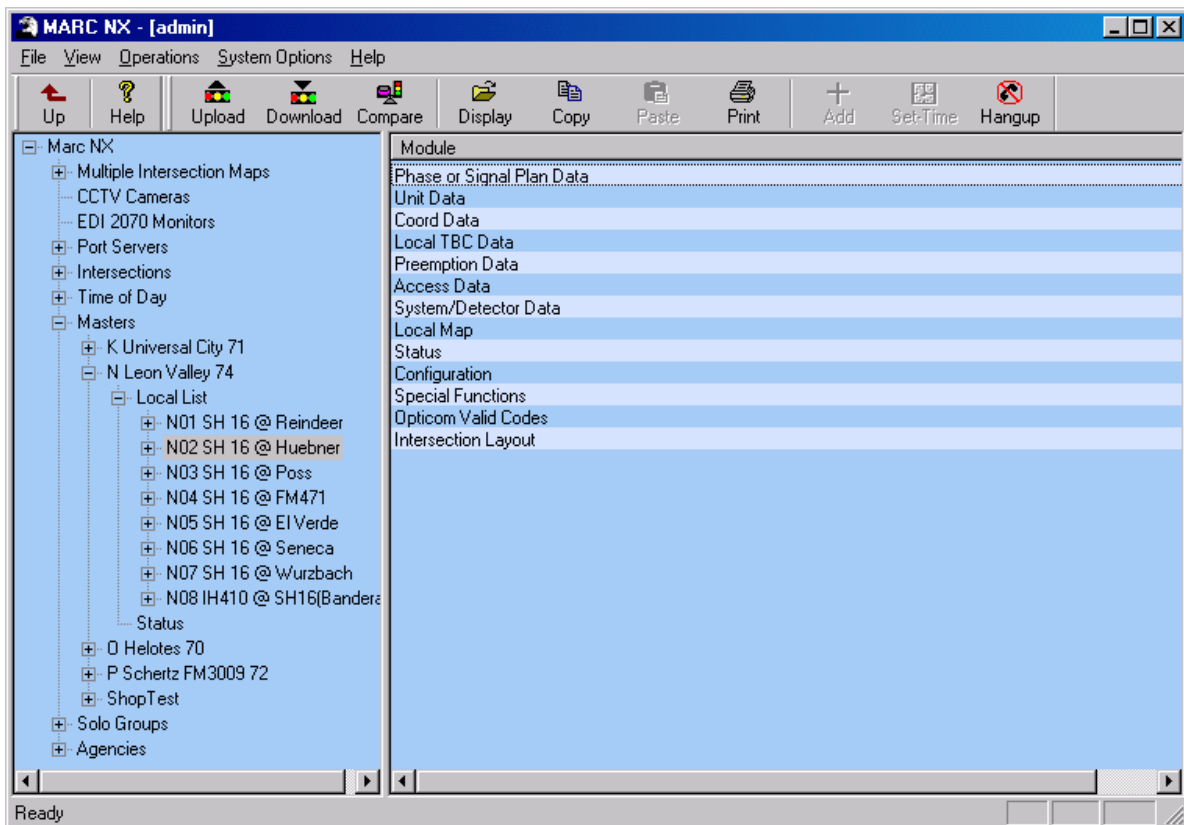 MARC NX - [admin]
File View Operations System Options Help
Up Help Upload Download Compare Display Copy Paste Print Add Set-Time Hangup
Marc NX
Multiple Intersection Maps
CCTV Cameras
EDI 2070 Monitors
Port Servers
Intersections
Time of Day
Masters
K Universal City 71
N Leon Valley 74
Local List
N01 SH 16 @ Reindeer
N02 SH 16 @ Huebner
N03 SH 16 @ Poss
N04 SH 16 @ FM471
N05 SH 16 @ El Verde
N06 SH 16 @ Seneca
N07 SH 16 @ Wurzbach
N08 IH410 @ SH16(Bandera
Status
O Helotes 70
P Schertz FM3009 72
ShopTest
Solo Groups
Agencies
Module
Phase or Signal Plan Data
Unit Data
Coord Data
Local TBC Data
Preemption Data
Access Data
System/Detector Data
Local Map
Status
Configuration
Special Functions
Opticom Valid Codes
Intersection Layout
Ready